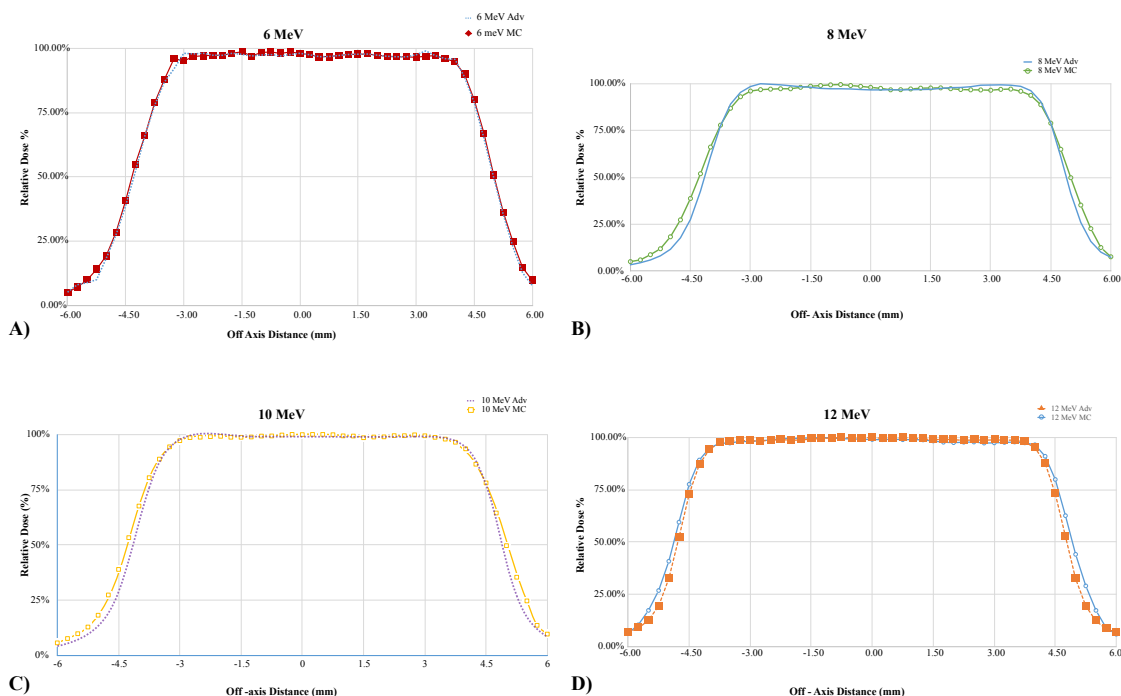 6 MeV
6 MeV Adv
6 meV MC
100.00%
75.00%
50.00%
25.00%
0.00%
Relative Dose %
-6.00 -4.50 -3.00 -1.50 0.00 1.50 3.00 4.50 6.00
Off Axis Distance (mm)
A)
8 MeV
8 MeV Adv
8 MeV MC
100.00%
75.00%
50.00%
25.00%
0.00%
Relative Dose %
-6.00 -4.50 -3.00 -1.50 0.00 1.50 3.00 4.50 6.00
Off- Axis Distance (mm)
B)
10 MeV
10 MeV Adv
10 MeV MC
100%
75%
50%
25%
0%
Relative Dose (%)
-6 -4.5 -3 -1.5 0 1.5 3 4.5 6
Off -axis Distance (mm)
C)
12 MeV
12 MeV Adv
12 MeV MC
100.00%
75.00%
50.00%
25.00%
0.00%
Relative Dose %
-6.00 -4.50 -3.00 -1.50 0.00 1.50 3.00 4.50 6.00
Off - Axis Distance (mm)
D)